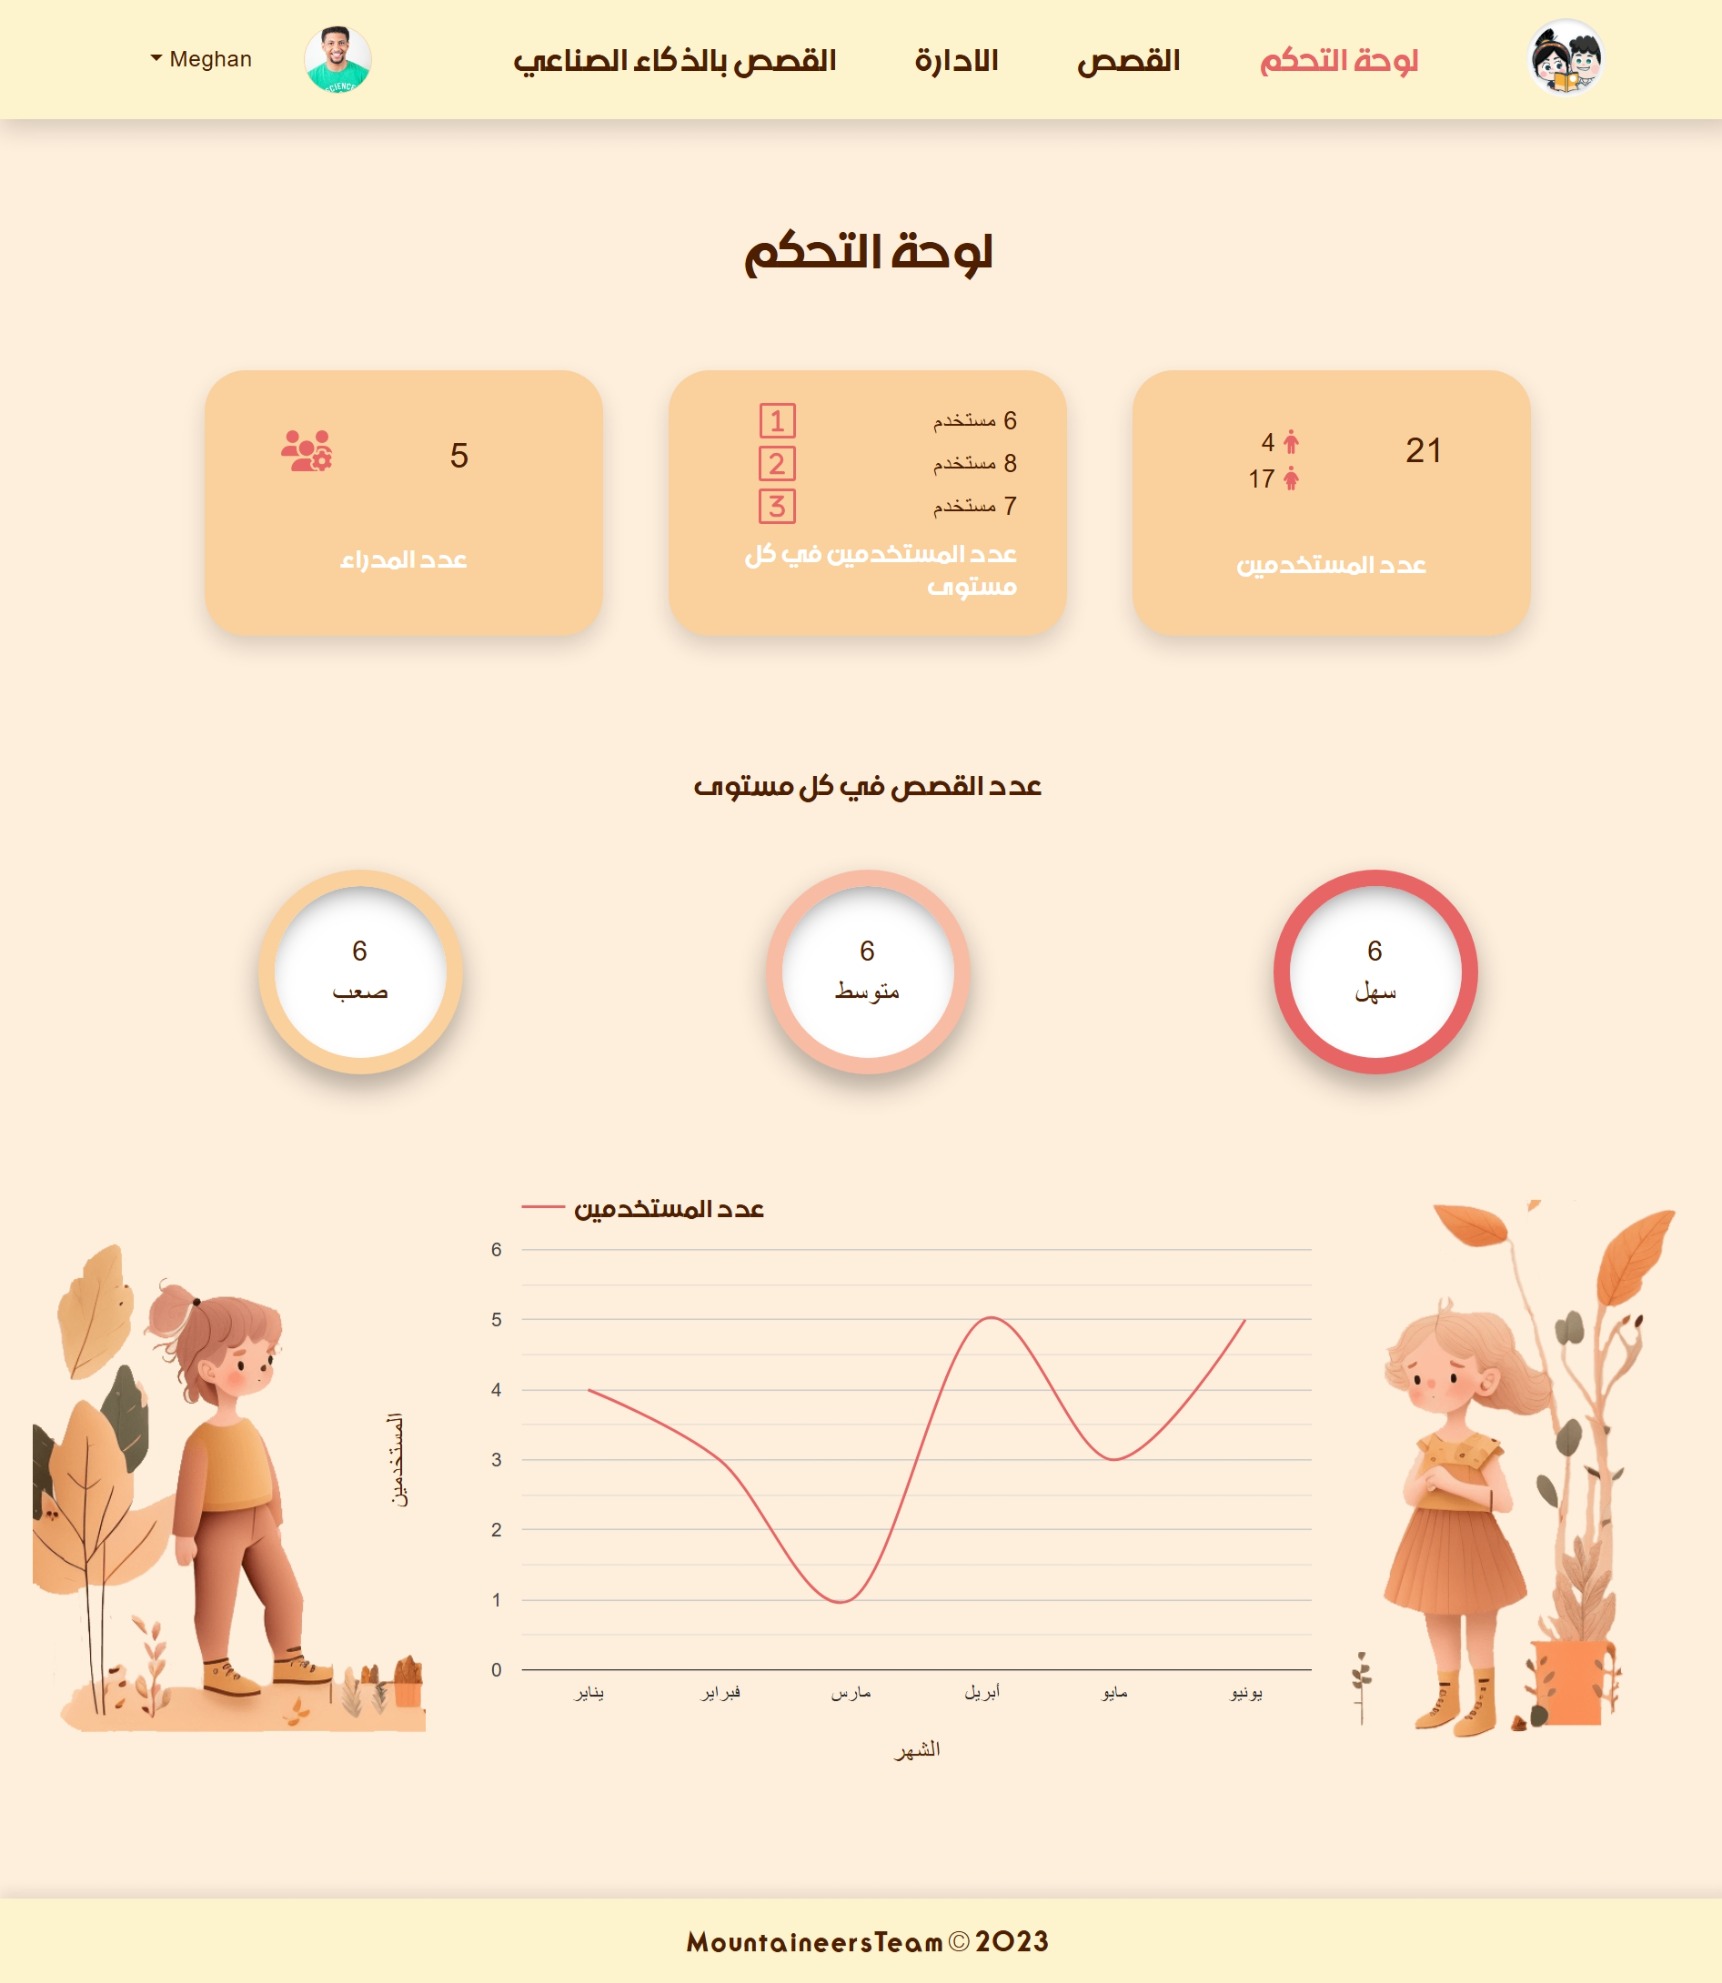 لوحة التحكم
القصص
الادارة
القصص بالذكاء الصناعي
Meghan
لوحة التحكم
21
4
17
عدد المستخدمين
6 مستخدم
1
8 مستخدم
2
7 مستخدم
3
عدد المستخدمين في كل
مستوى
5
عدد المدراء
عدد القصص في كل مستوى
6
سهل
6
متوسط
6
صعب
عدد المستخدمين
6
5
4
3
2
1
0
المستخدمين
يناير
فبراير
مارس
أبريل
مايو
يونيو
الشهر
MountaineersTeam © 2023